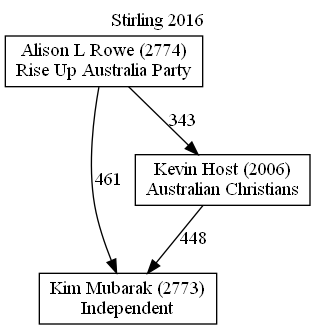 Stirling 2016
Alison L Rowe (2774)
Rise Up Australia Party
343
Kevin Host (2006)
Australian Christians
461
448
Kim Mubarak (2773)
Independent